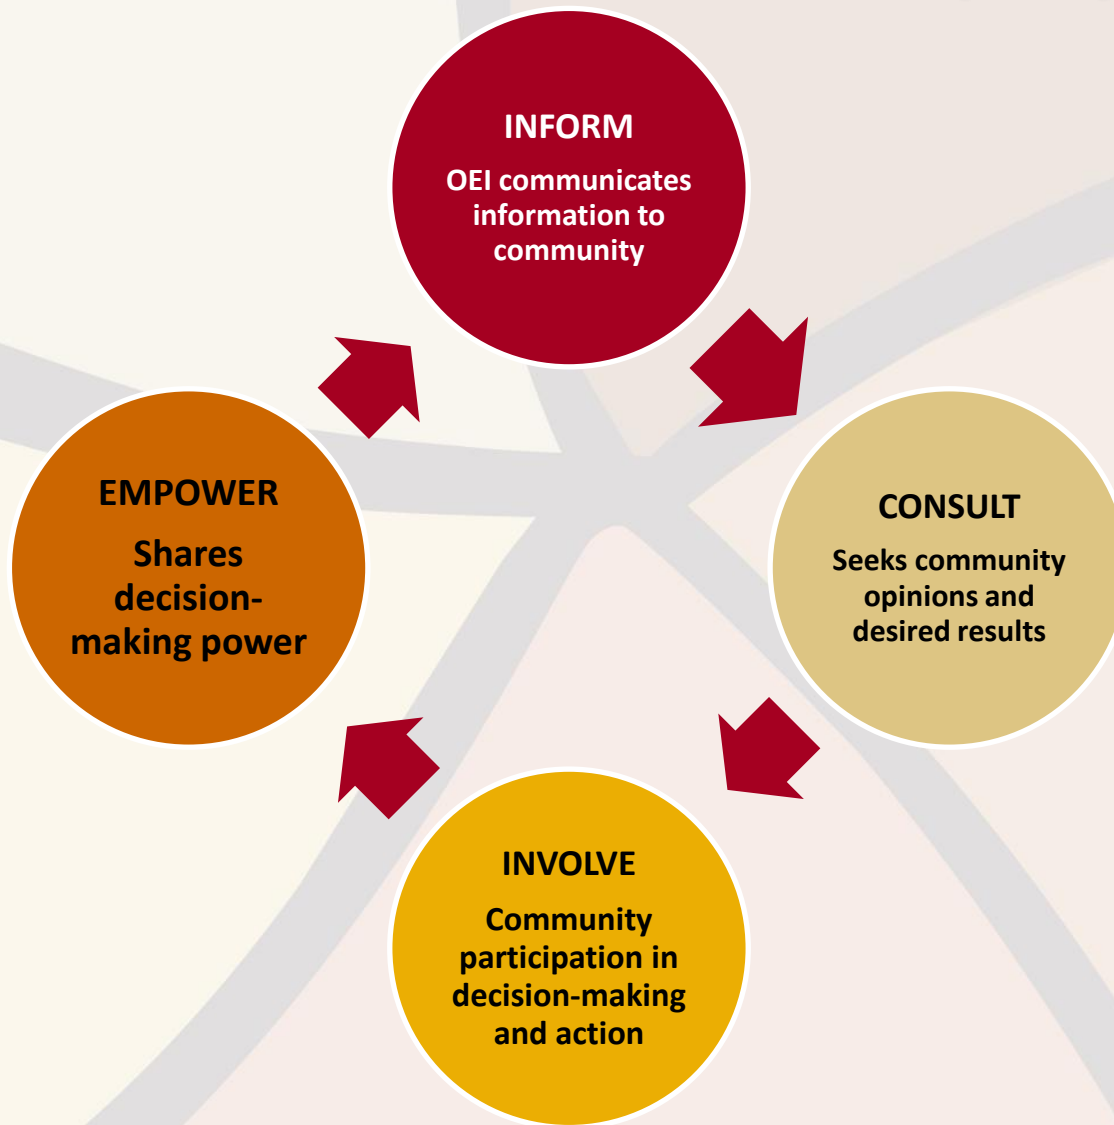 INFORM
OEI communicates
information to
community
CONSULT
Seeks community
opinions and
desired results
INVOLVE
Community
participation in
decision-making
and action
EMPOWER
Shares
decision-
making power